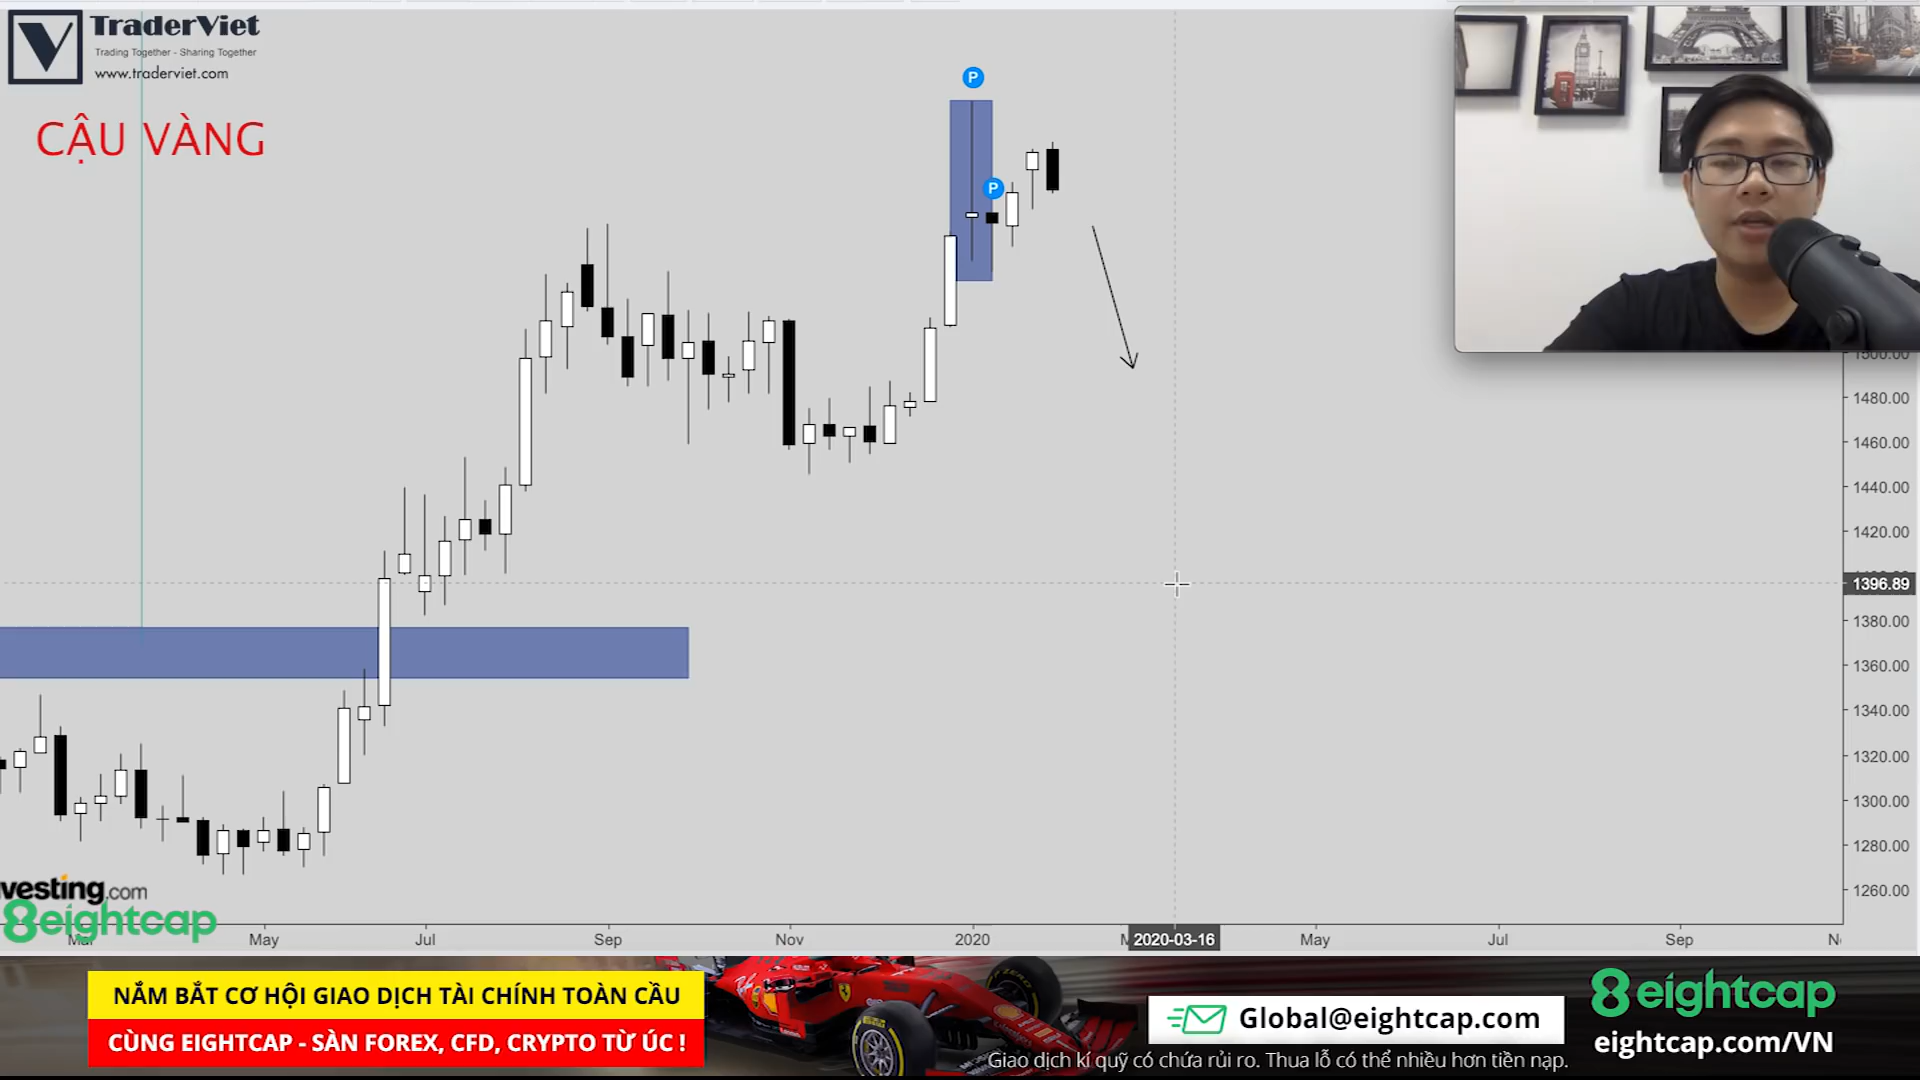 TraderViet
Trading Together - Sharing Together
www.traderviet.com
CẬU VÀNG
P
P
1500.00
1480.00
1460.00
1440.00
1420.00
1396.89
1380.00
1360.00
1340.00
1320.00
1300.00
1280.00
1260.00
vesting.com
8eightcap
Mar
May
Jul
Sep
Nov
2020
2020-03-16
May
Jul
Sep
NẮM BẮT CƠ HỘI GIAO DỊCH TÀI CHÍNH TOÀN CẦU
CÙNG EIGHTCAP - SÀN FOREX, CFD, CRYPTO TỪ ÚC !
Global@eightcap.com
Giao dịch kí quỹ có chứa rủi ro. Thua lỗ có thể nhiều hơn tiền nạp.
8eightcap
eightcap.com/VN